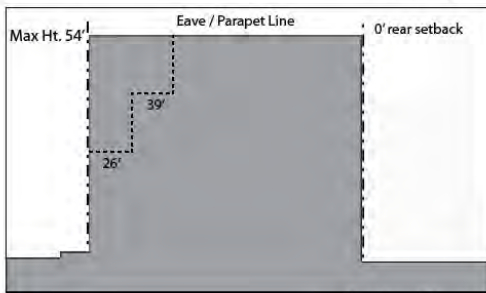 Eave / Parapet Line
Max Ht. 54'
0' rear setback
39'
26'